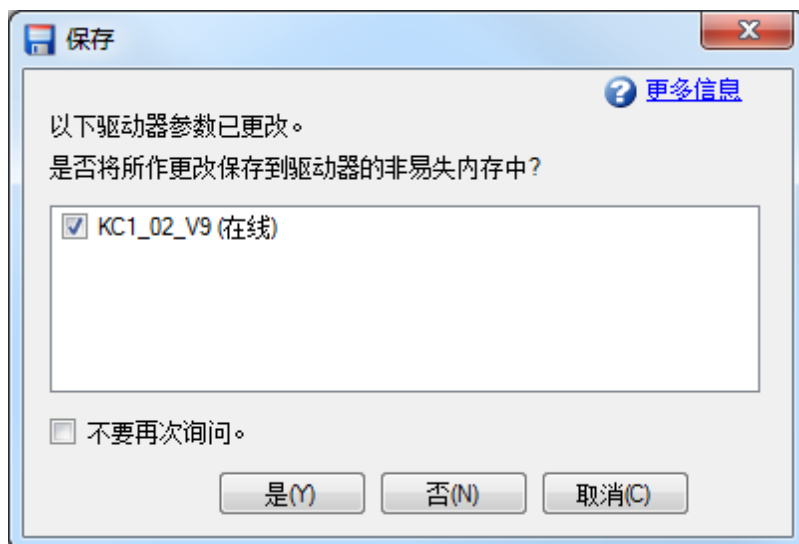 保存
更多信息
以下驱动器参数已更改。
是否将所作更改保存到驱动器的非易失内存中?
KC1_02_V9 (在线)
不要再次询问。
是(Y) 否(N) 取消(C)